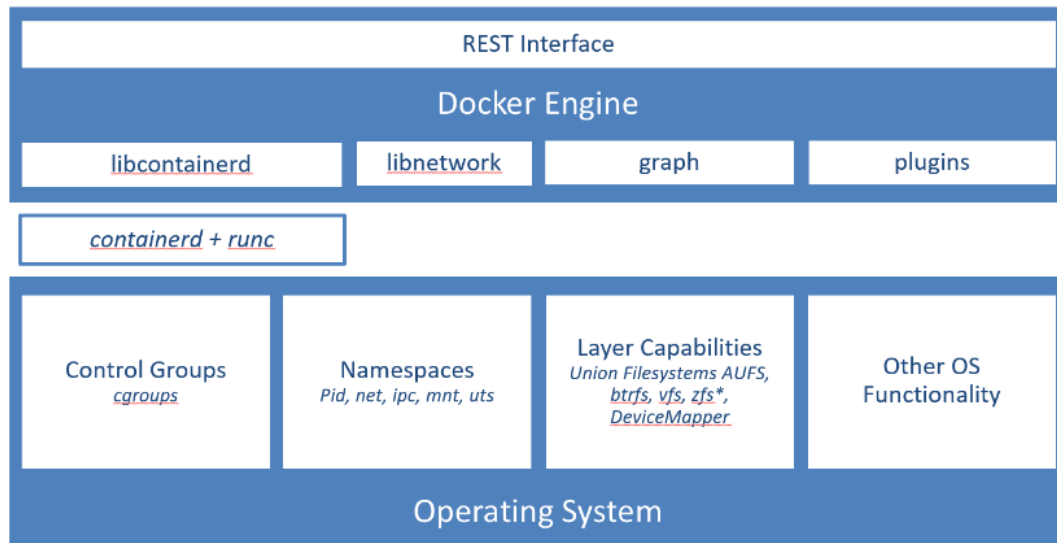 REST Interface
Docker Engine
libcontainerd
libnetwork
graph
plugins
containerd + runc
Control Groups
cgroups
Namespaces
Pid, net, ipc, mnt, uts
Layer Capabilities
Union Filesystems AUFS,
btrfs, vfs, zfs*,
DeviceMapper
Other OS
Functionality
Operating System